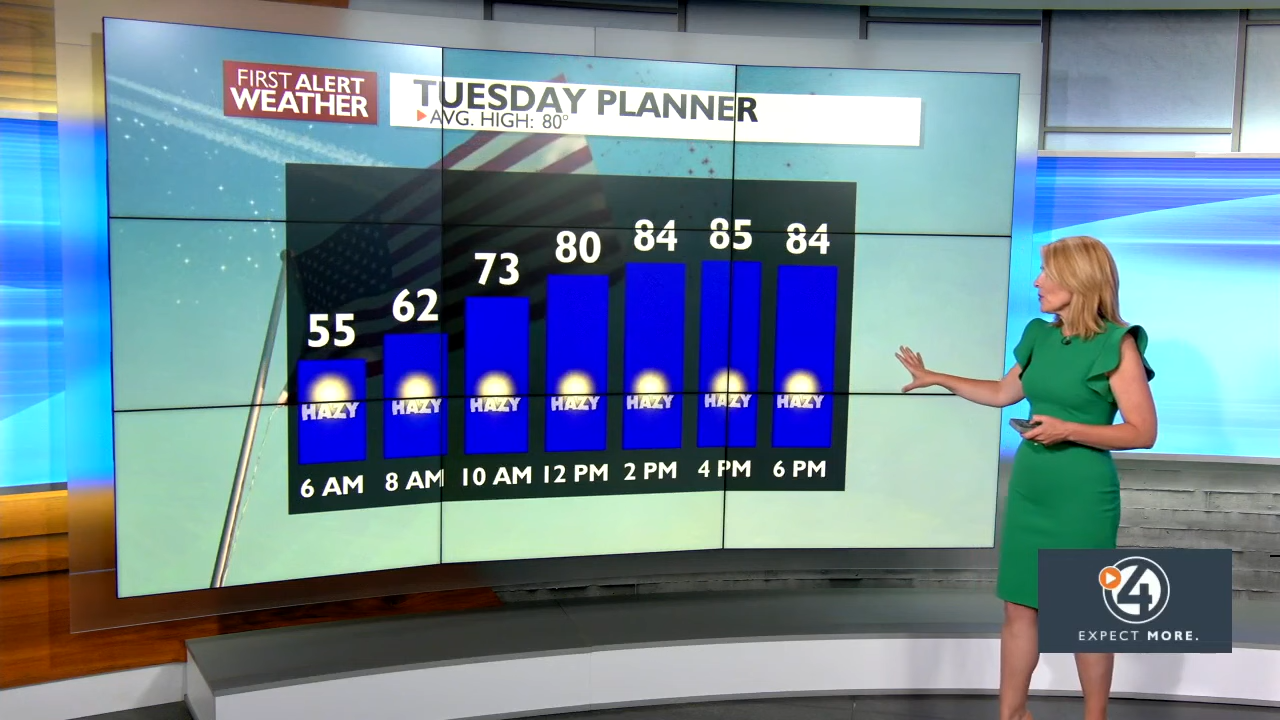 FIRST ALERT
WEATHER
TUESDAY PLANNER
AVG. HIGH: 80°
55 62 73 80 84 85 84
HAZY HAZY HAZY HAZY HAZY HAZY HAZY
6 AM 8 AM 10 AM 12 PM 2 PM 4 PM 6 PM
4
EXPECT MORE.